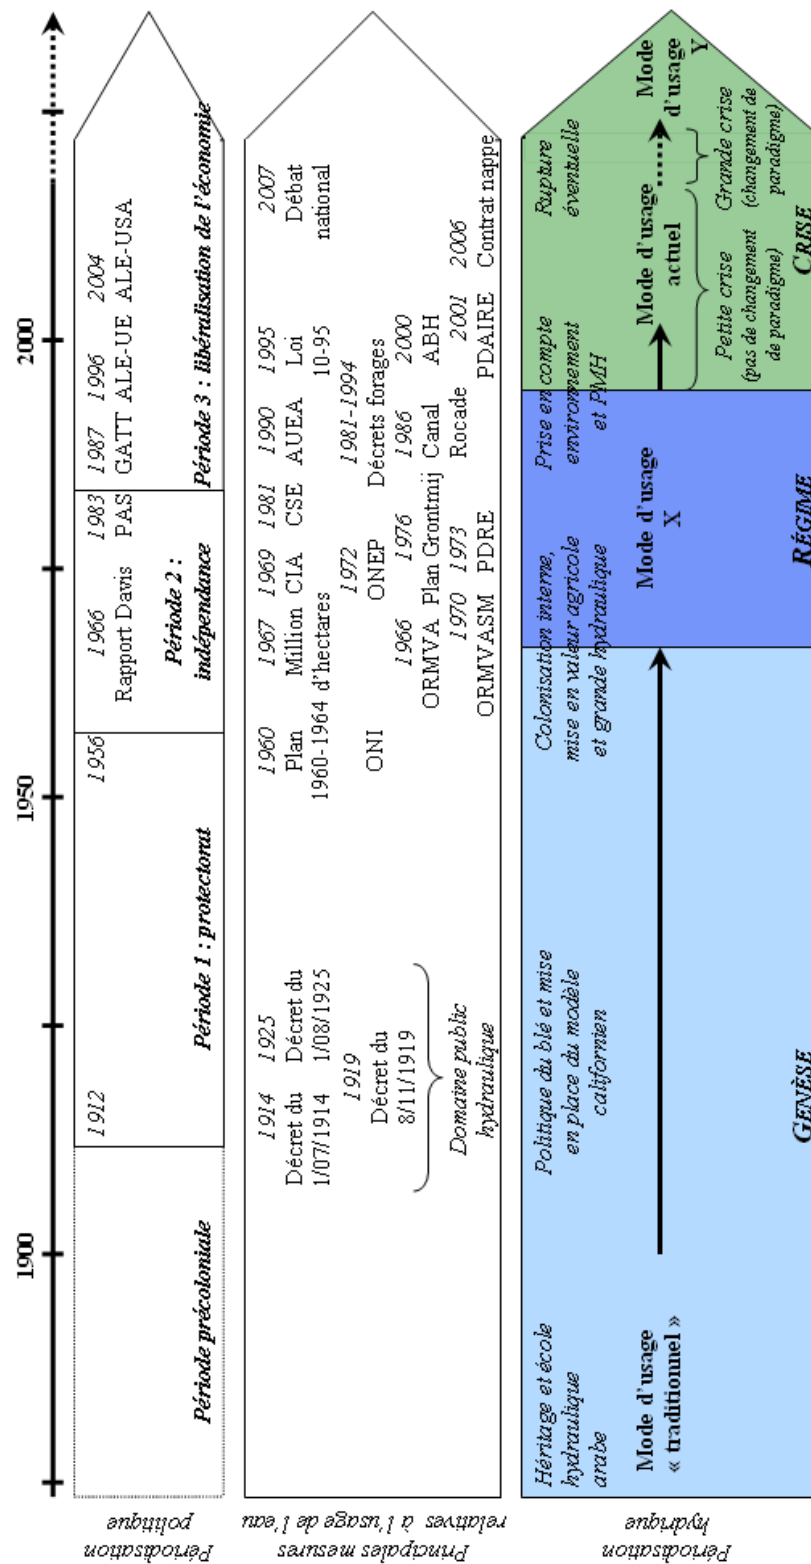 1900
1950
2000
Périodisation
politique
Période précoloniale
1912
Période 1 : protectorat
1956
1966
Rapport Davis
Période 2 :
indépendance
1983
PAS
1987
GATT
1996
ALE-UE
2004
ALE-USA
Période 3 : libéralisation de l'économie
Principales mesures
relatives à l'usage de l'eau
1914
Décret du
1/07/1914
1925
Décret du
1/08/1925
1919
Décret du
8/11/1919
Domaine public
hydraulique
1960
Plan
1960-1964
ONI
1967
Million
d'hectares
1969
CIA
1981
CSE
1990
AUEA
1995
Loi
10-95
2007
Débat
national
1972
ONEP
1981-1994
Décrets forages
1966
ORMVA
1976
Plan Grontmij
1986
Canal
Rocade
2000
ABH
1970
ORMVASM
1973
PDRE
2001
PDAIRE
2006
Contrat nappe
Périodisation
hydrique
Héritage et école
hydraulique
arabe
Mode d'usage
« traditionnel »
Politique du blé et mise
en place du modèle
californien
Colonisation interne,
mise en valeur agricole
et grande hydraulique
GENÈSE
Prise en compte
environnement
et PMH
Mode d'usage
X
RÉGIME
Rupture
éventuelle
Mode d'usage
actuel
Mode
d'usage
Y
Petite crise
(pas de changement
de paradigme)
Grande crise
(changement de
paradigme)
CRISE